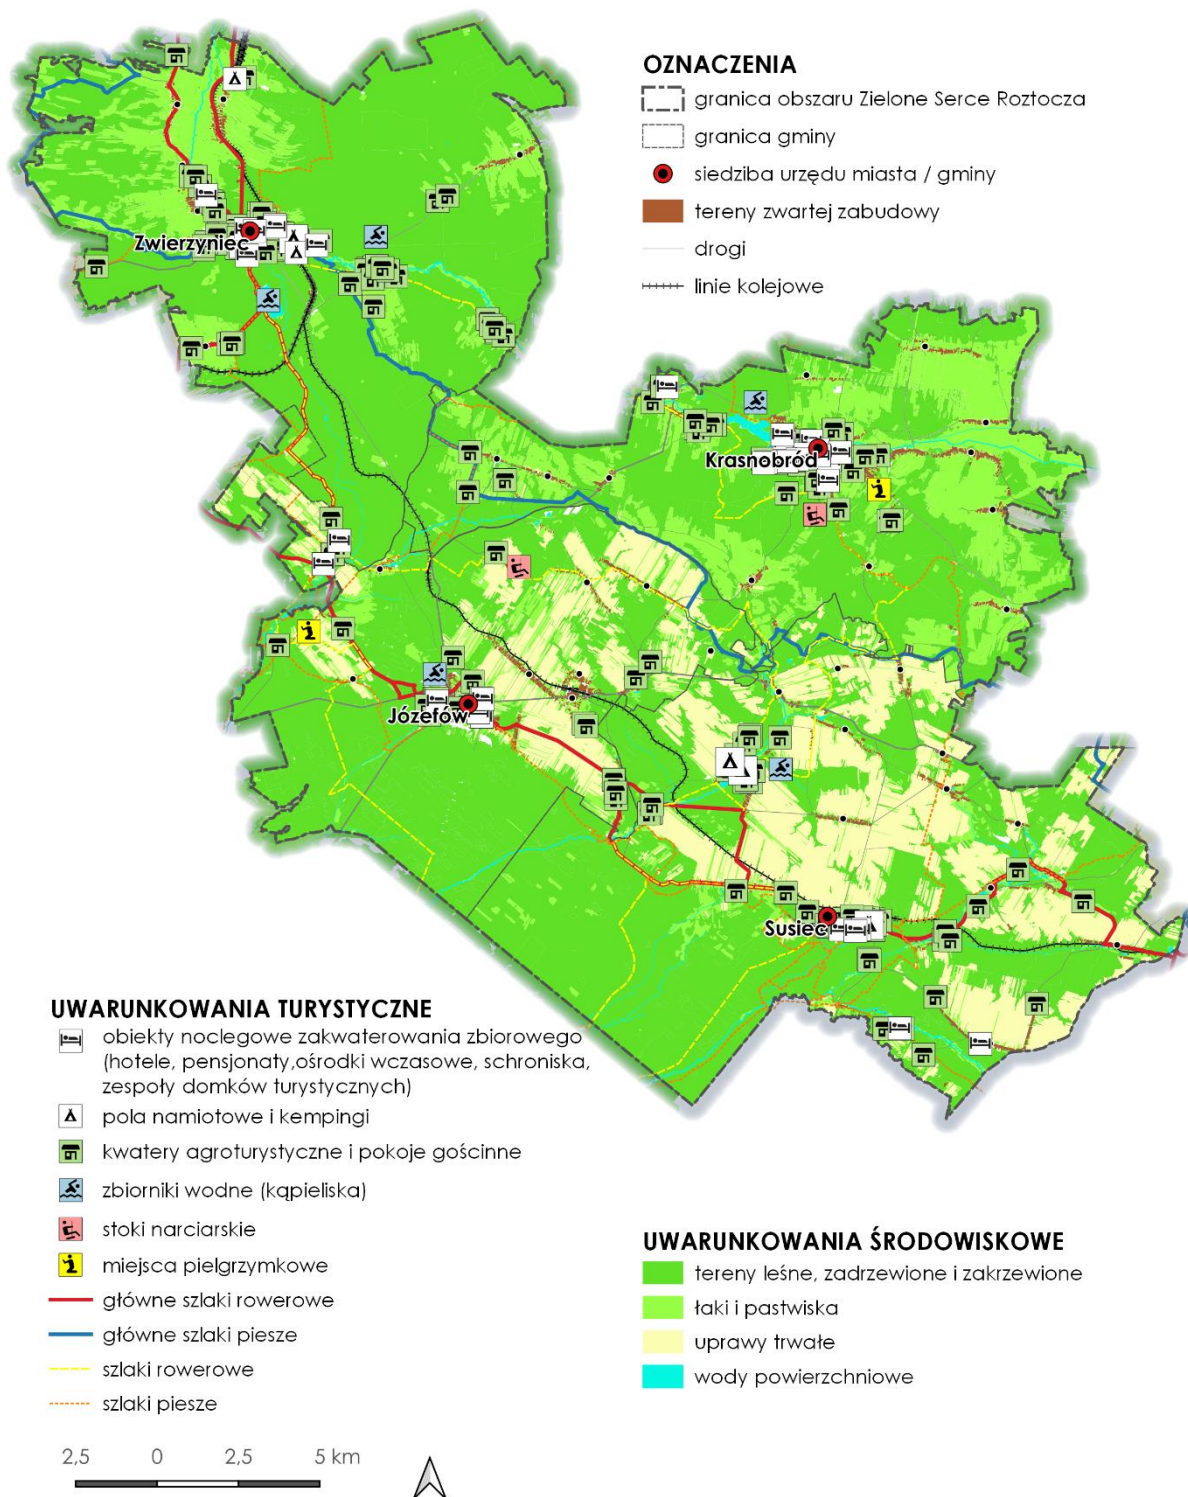 OZNACZENIA
granica obszaru Zielone Serce Roztocza
granica gminy
siedziba urzędu miasta / gminy
tereny zwartej zabudowy
drogi
linie kolejowe
Zwierzyniec
Krasnobród
Józefów
Susiec
UWARUNKOWANIA TURYSTYCZNE
obiekty noclegowe zakwaterowania zbiorowego
(hotele, pensjonaty,ośrodki wczasowe, schroniska,
zespoły domków turystycznych)
pola namiotowe i kempingi
kwatery agroturystyczne i pokoje gościnne
zbiorniki wodne (kąpieliska)
stoki narciarskie
miejsca pielgrzymkowe
główne szlaki rowerowe
główne szlaki piesze
szlaki rowerowe
szlaki piesze
UWARUNKOWANIA ŚRODOWISKOWE
tereny leśne, zadrzewione i zakrzewione
łaki i pastwiska
uprawy trwałe
wody powierzchniowe
2,5 0 2,5 5 km